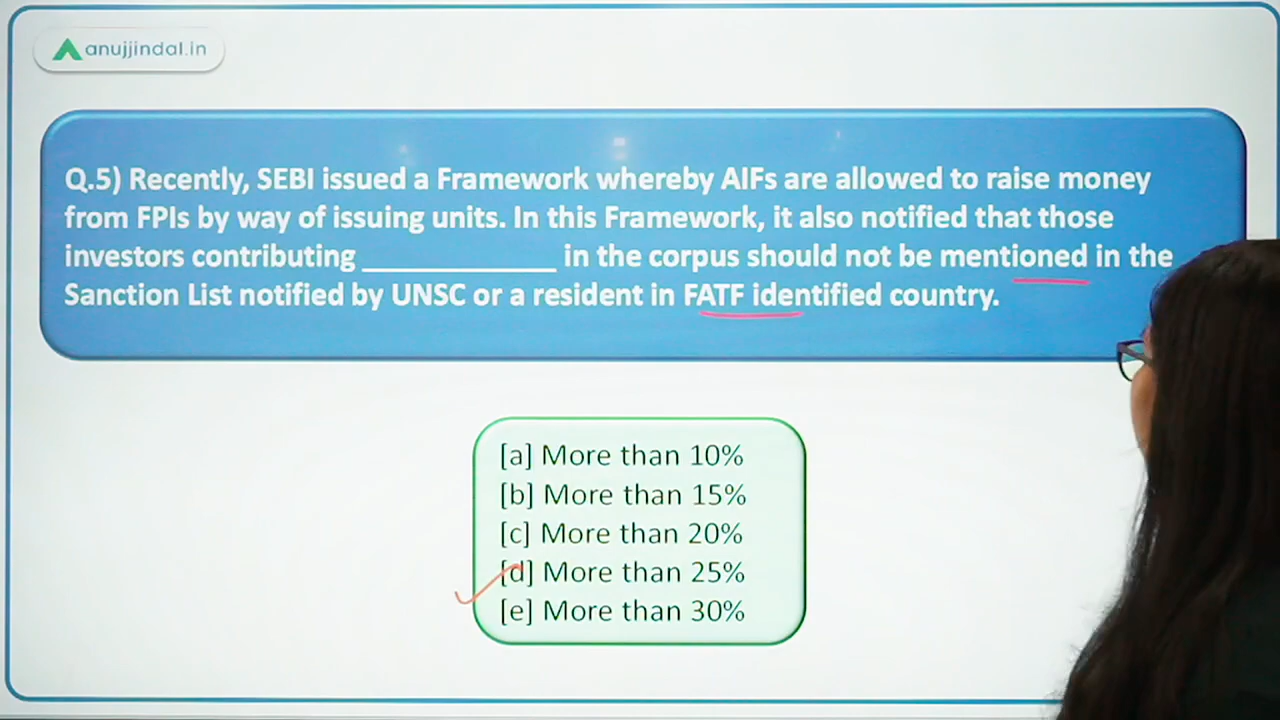 anujjindal.in
Q.5) Recently, SEBI issued a Framework whereby AIFs are allowed to raise money
from FPIs by way of issuing units. In this Framework, it also notified that those
investors contributing ______________ in the corpus should not be mentioned in the
Sanction List notified by UNSC or a resident in FATF identified country.
[a] More than 10%
[b] More than 15%
[c] More than 20%
[d] More than 25%
[e] More than 30%